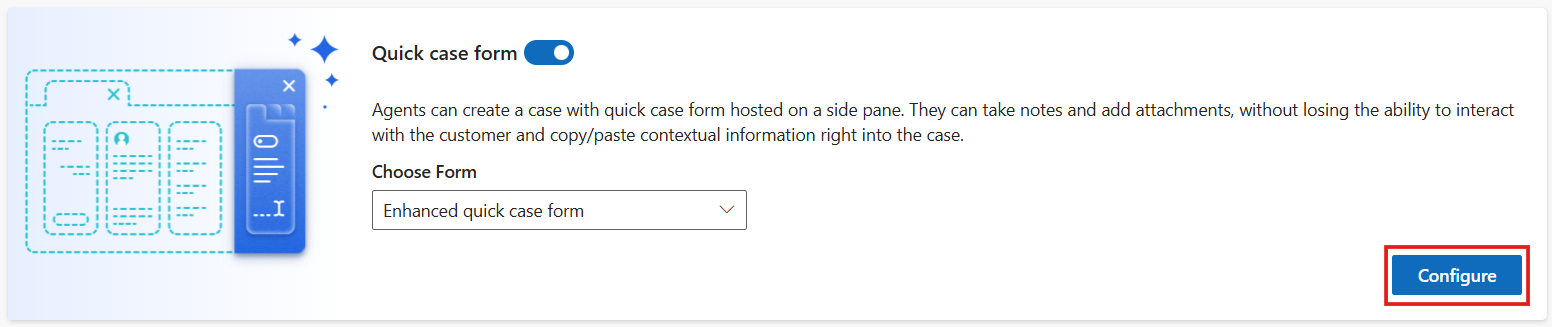 Quick case form
Agents can create a case with quick case form hosted on a side pane. They can take notes and add attachments, without losing the ability to interact
with the customer and copy/paste contextual information right into the case.
Choose Form
Enhanced quick case form
Configure